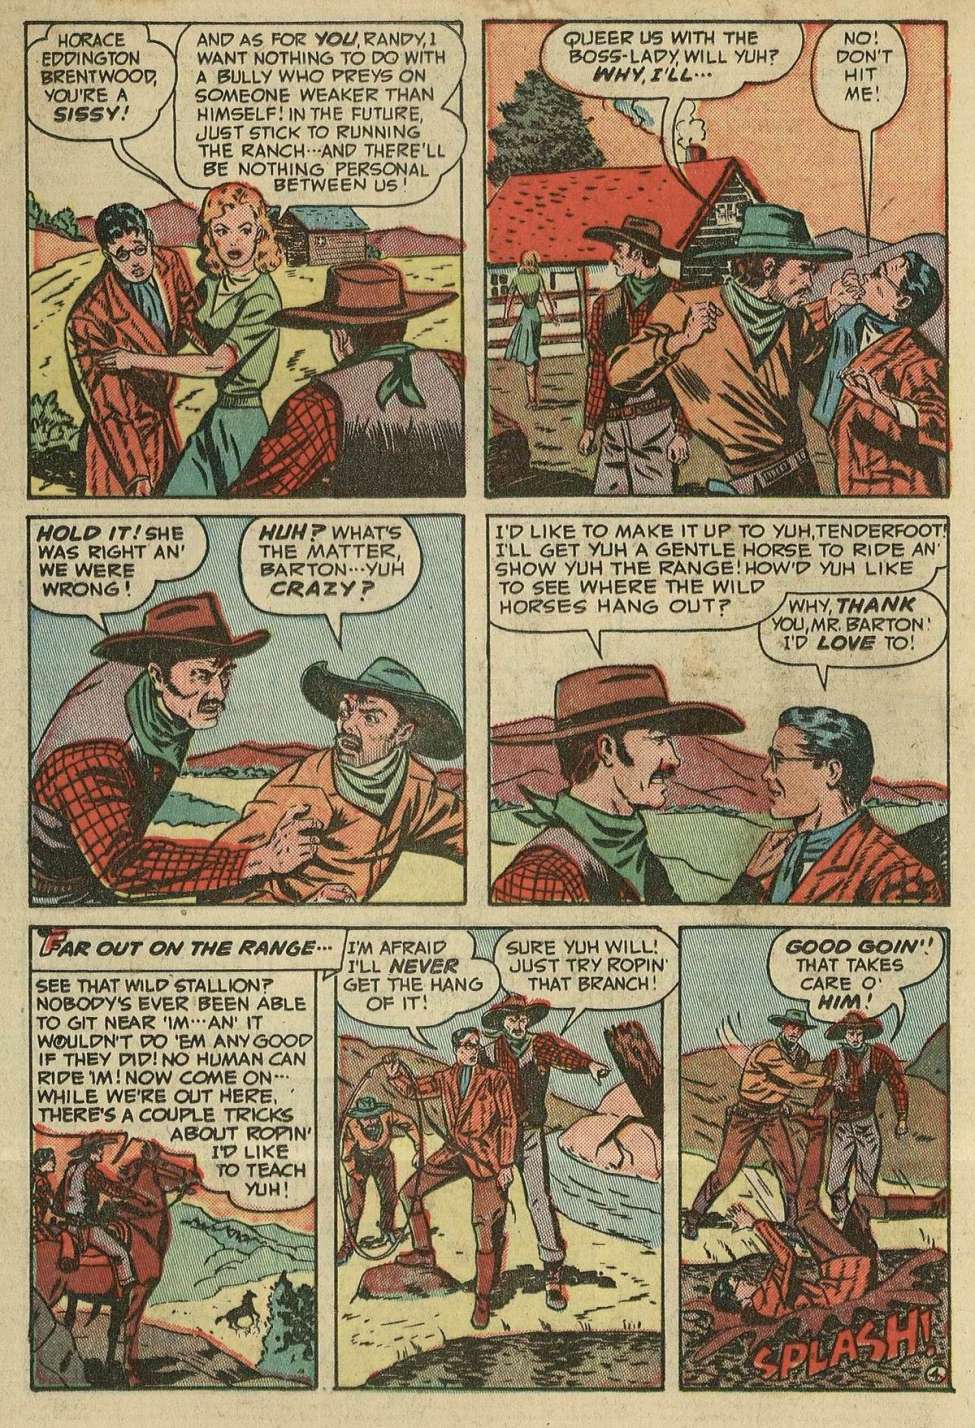 HORACE
EDDINGTON
BRENTWOOD,
YOU'RE A
SISSY!
AND AS FOR YOU, RANDY, I
WANT NOTHING TO DO WITH
A BULLY WHO PREYS ON
SOMEONE WEAKER THAN
HIMSELF! IN THE FUTURE,
JUST STICK TO RUNNING
THE RANCH---AND THERE'LL
BE NOTHING PERSONAL
BETWEEN US!
QUEER US WITH THE
BOSS-LADY, WILL YUH?
WHY, I'LL---
NO!
DON'T
HIT
ME!
HOLD IT! SHE
WAS RIGHT AN'
WE WERE
WRONG!
HUH? WHAT'S
THE MATTER,
BARTON---YUH
CRAZY?
I'D LIKE TO MAKE IT UP TO YUH, TENDERFOOT!
I'LL GET YUH A GENTLE HORSE TO RIDE AN'
SHOW YUH THE RANGE! HOW'D YUH LIKE
TO SEE WHERE THE WILD
HORSES HANG OUT?
WHY, THANK
YOU, MR. BARTON!
I'D LOVE TO!
FAR OUT ON THE RANGE---
SEE THAT WILD STALLION?
NOBODY'S EVER BEEN ABLE
TO GIT NEAR 'IM---AN' IT
WOULDN'T DO 'EM ANY GOOD
IF THEY DID! NO HUMAN CAN
RIDE 'IM! NOW COME ON---
WHILE WE'RE OUT HERE,
THERE'S A COUPLE TRICKS
ABOUT ROPIN'
I'D LIKE
TO TEACH
YUH!
I'M AFRAID
I'LL NEVER
GET THE HANG
OF IT!
SURE YUH WILL!
JUST TRY ROPIN'
THAT BRANCH!
GOOD GOIN'!
THAT TAKES
CARE O'
HIM!
SPLASH!
4